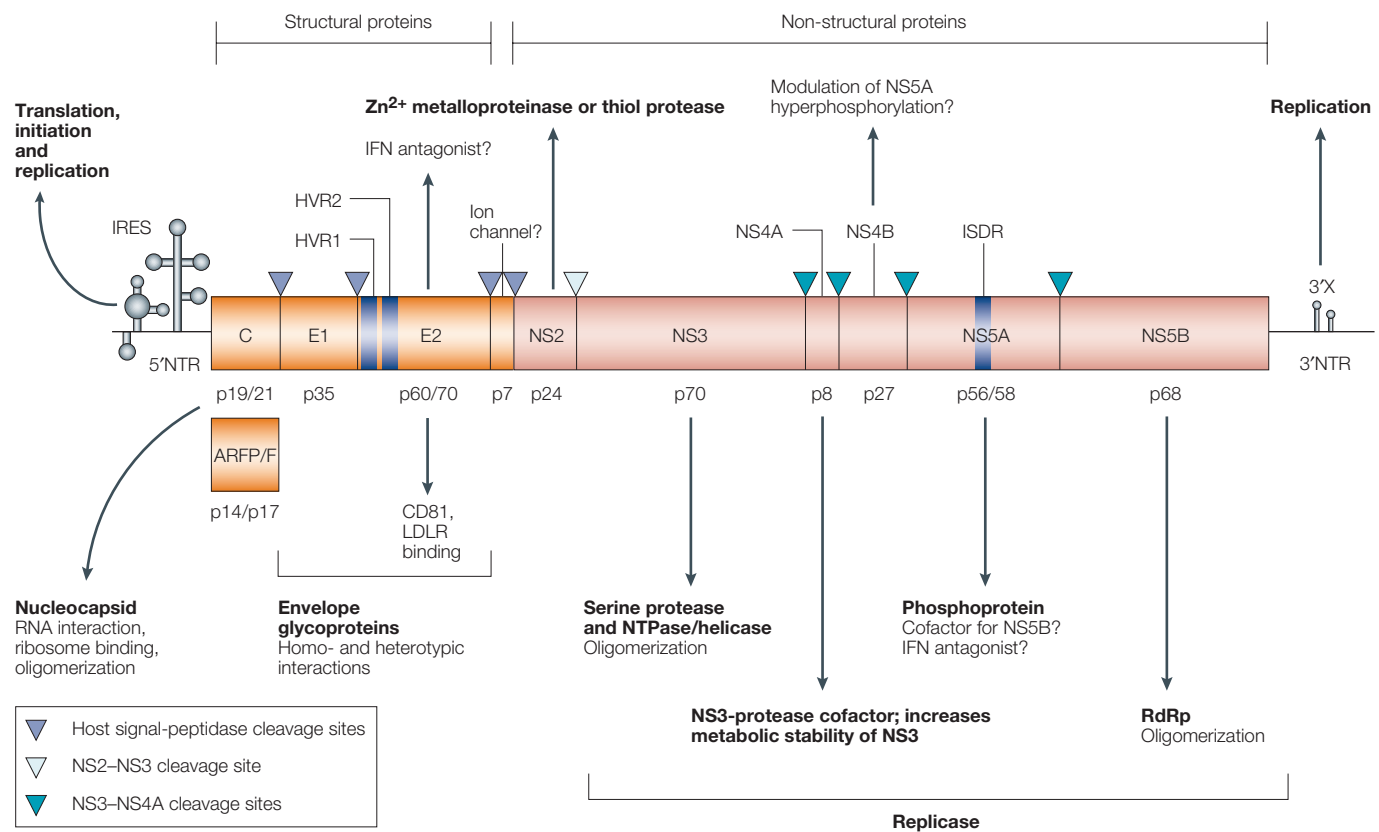 Structural proteins
Non-structural proteins
Translation,
initiation
and
replication
Zn2+ metalloproteinase or thiol protease
Modulation of NS5A
hyperphosphorylation?
Replication
IFN antagonist?
HVR2
HVR1
Ion
channel?
IRES
NS4A
NS4B
ISDR
3′X
5′NTR
C
E1
E2
NS2
NS3
NS5A
NS5B
3′NTR
p19/21
p35
p60/70
p7
p24
p70
p8
p27
p56/58
p68
ARFP/F
p14/p17
CD81,
LDLR
binding
Nucleocapsid
RNA interaction,
ribosome binding,
oligomerization
Envelope
glycoproteins
Homo- and heterotypic
interactions
Serine protease
and NTPase/helicase
Oligomerization
Phosphoprotein
Cofactor for NS5B?
IFN antagonist?
NS3-protease cofactor; increases
metabolic stability of NS3
RdRp
Oligomerization
Replicase
Host signal-peptidase cleavage sites
NS2–NS3 cleavage site
NS3–NS4A cleavage sites